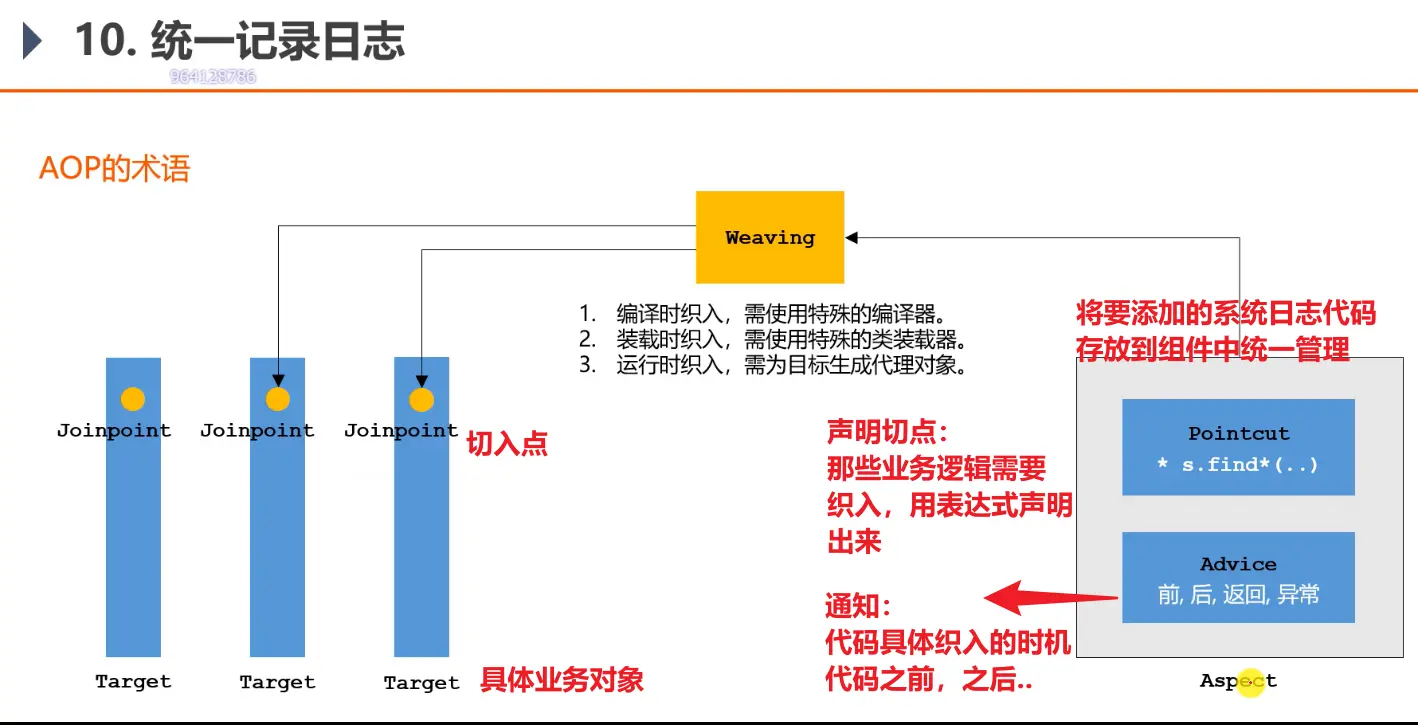 10. 统一记录日志
964128786
AOP的术语
Weaving
1. 编译时织入，需使用特殊的编译器。
2. 装载时织入，需使用特殊的类装载器。
3. 运行时织入，需为目标生成代理对象。
将要添加的系统日志代码
存放到组件中统一管理
Joinpoint
Joinpoint
Joinpoint
切入点
声明切点：
那些业务逻辑需要
织入，用表达式声明
出来
Pointcut
* s.find*(..)
Advice
前, 后, 返回, 异常
通知：
代码具体织入的时机
代码之前，之后..
Target
Target
Target
具体业务对象
Aspect